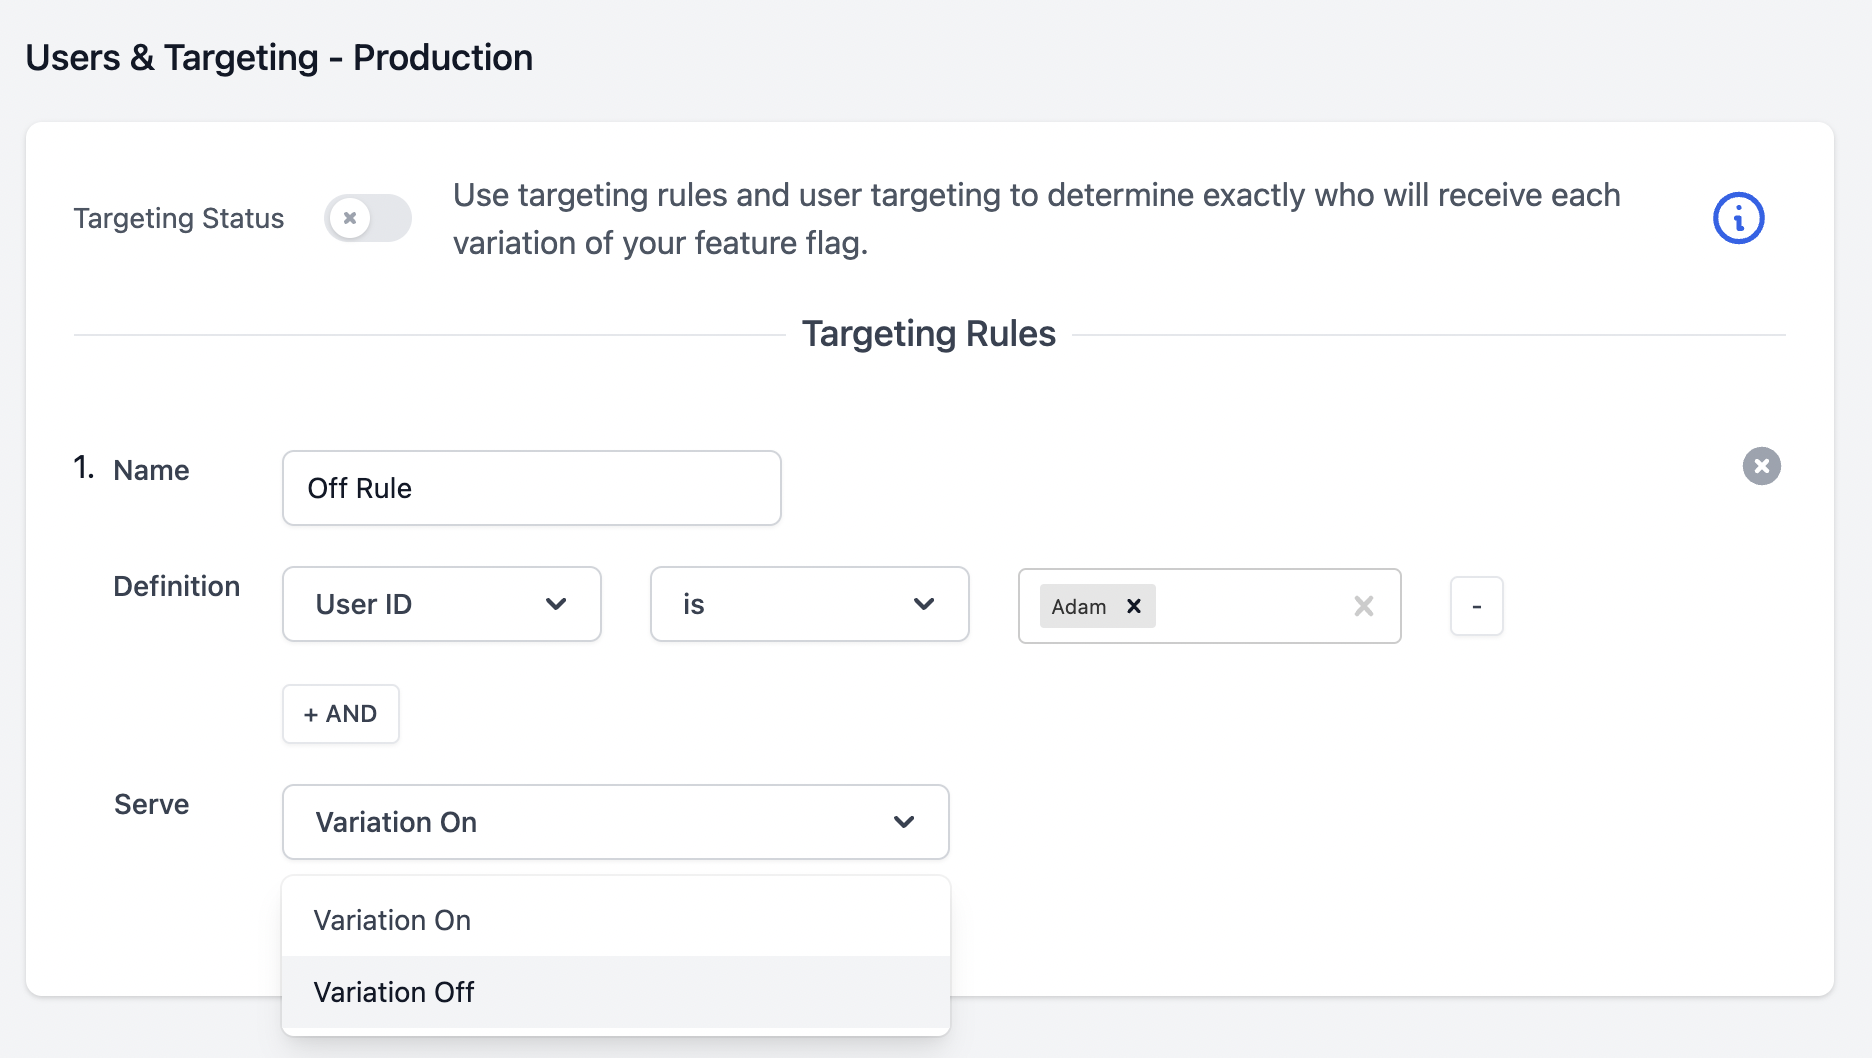 Users & Targeting - Production
Targeting Status
Use targeting rules and user targeting to determine exactly who will receive each
variation of your feature flag.
Targeting Rules
1. Name
Off Rule
Definition
User ID
is
Adam
-
+ AND
Serve
Variation On
Variation On
Variation Off